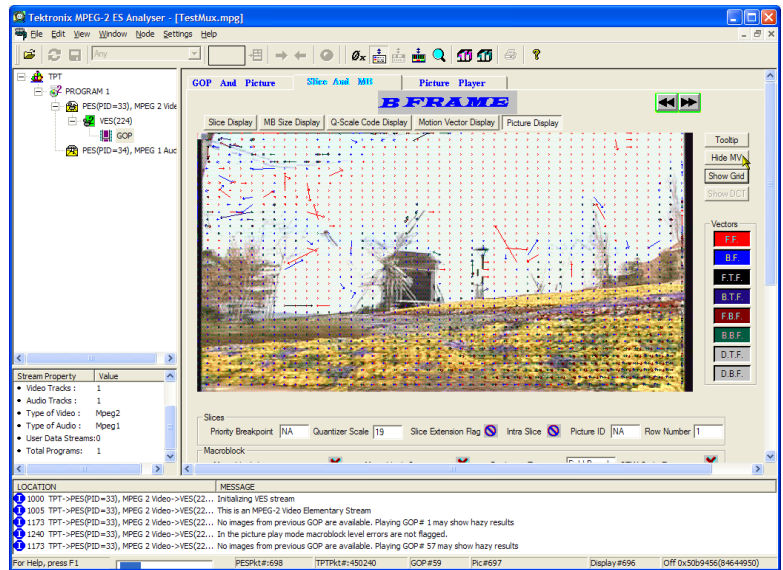 Tektronix MPEG-2 ES Analyser - [TestMux.mpg]
File Edit View Window Node Settings Help
Any
TPT
PROGRAM 1
PES(PID=33), MPEG 2 Vide
VES(224)
GOP
PES(PID=34), MPEG 1 Aud
GOP And Picture Slice And MB Picture Player
B FRAME
Slice Display MB Size Display Q-Scale Code Display Motion Vector Display Picture Display
Tooltip
Hide MV
Show Grid
Show DCT
Vectors
F.F.
B.F.
F.T.F.
B.T.F.
F.B.F.
B.B.F.
D.T.F.
D.B.F.
Stream Property Value
Video Tracks : 1
Audio Tracks : 1
Type of Video : Mpeg2
Type of Audio : Mpeg1
User Data Streams:0
Total Programs: 1
Slices
Priority Breakpoint NA Quantizer Scale 19 Slice Extension Flag Intra Slice Picture ID NA Row Number 1
Macroblock
LOCATION MESSAGE
1000 TPT->PES(PID=33), MPEG 2 Video->VES(22... Initializing VES stream
1005 TPT->PES(PID=33), MPEG 2 Video->VES(22... This is an MPEG-2 Video Elementary Stream
1173 TPT->PES(PID=33), MPEG 2 Video->VES(22... No images from previous GOP are available. Playing GOP# 1 may show hazy results
1240 TPT->PES(PID=33), MPEG 2 Video->VES(22... In the picture play mode macroblock level errors are not flagged.
1173 TPT->PES(PID=33), MPEG 2 Video->VES(22... No images from previous GOP are available. Playing GOP# 57 may show hazy results
For Help, press F1 PESPkt#:698 TPTPkt#:450240 GOP#59 Pic#697 Display#696 Off 0x50b9456(84644950)